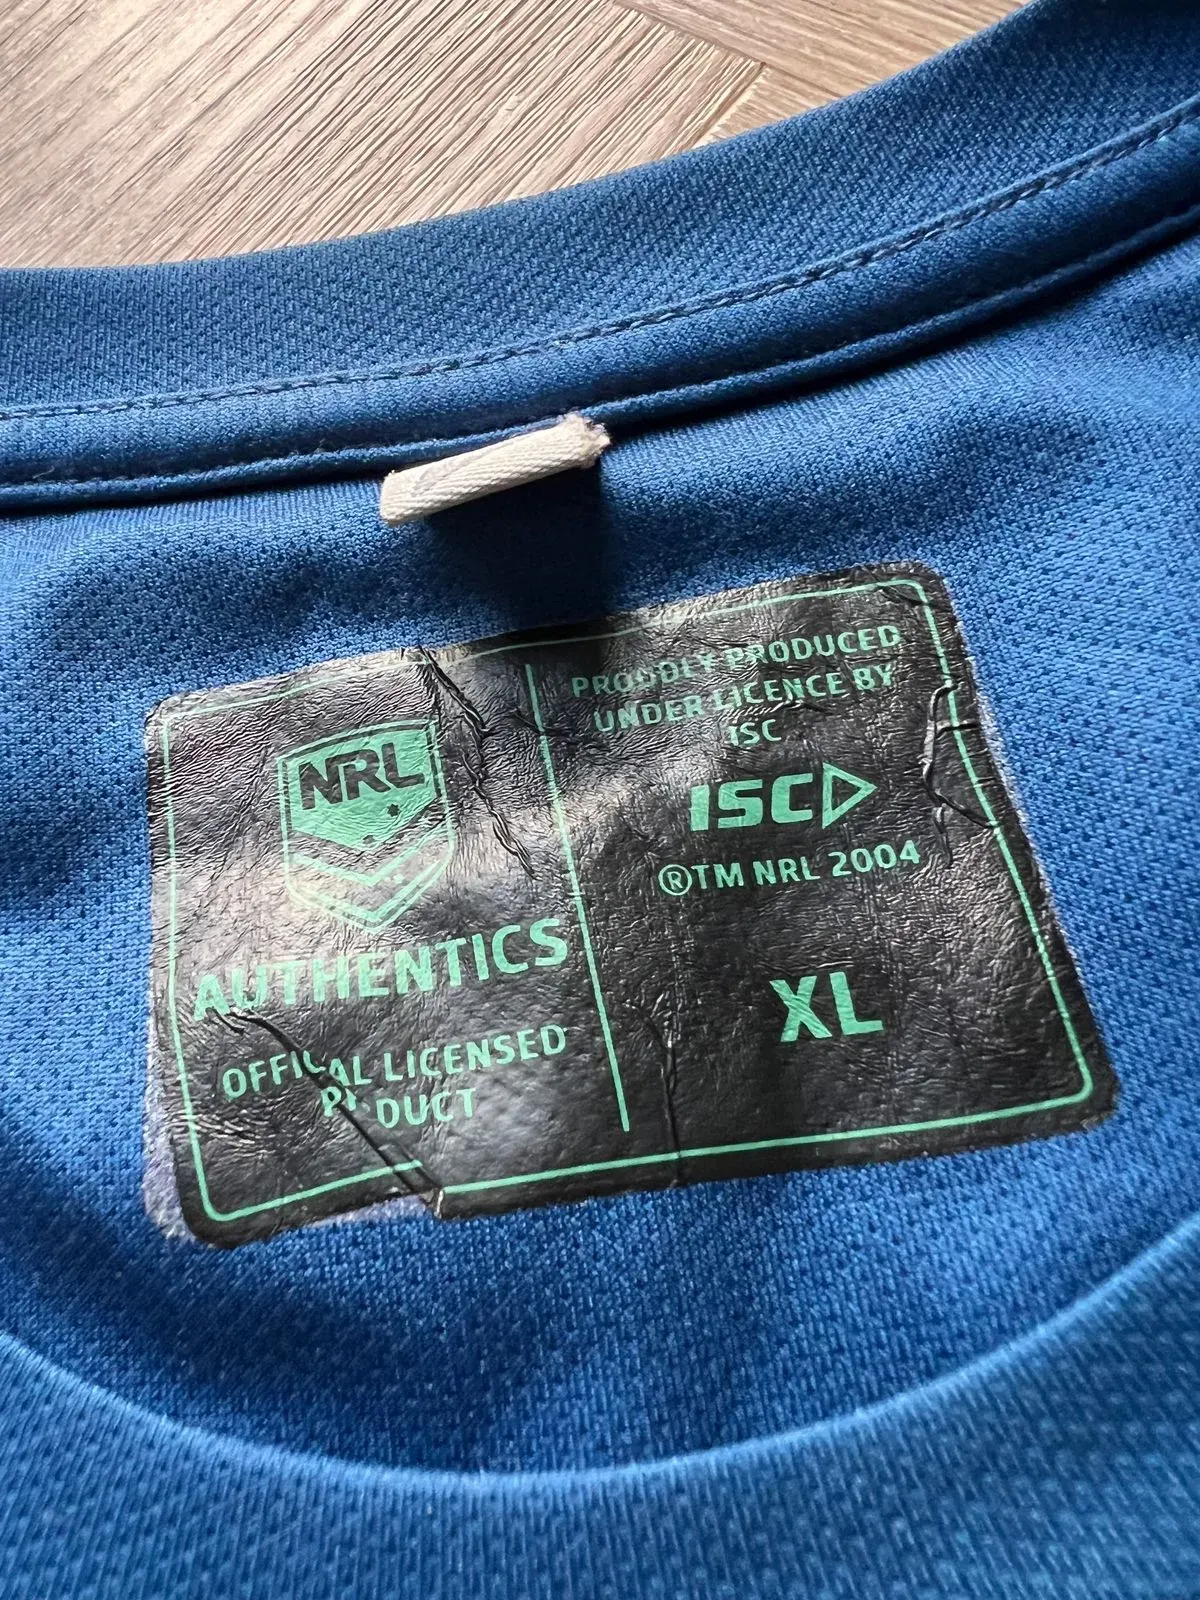 NRL
AUTHENTICS
OFFICIAL LICENSED
PRODUCT
PROUDLY PRODUCED
UNDER LICENCE BY
ISC
ISC
®TM NRL 2004
XL